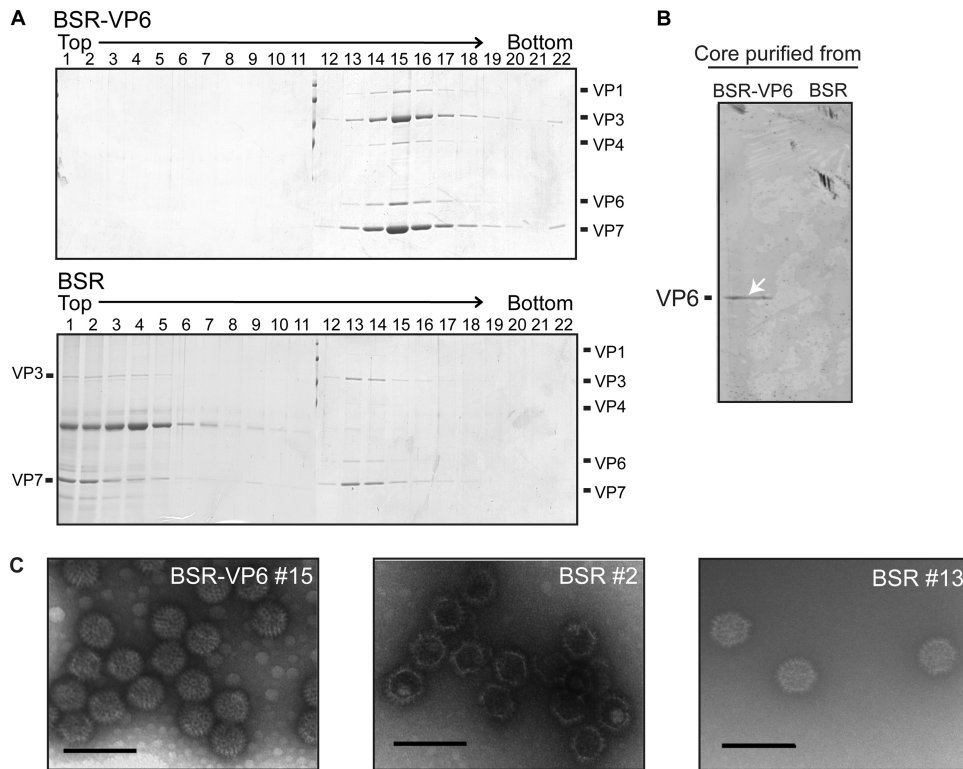 A
BSR-VP6
Top Bottom
1 2 3 4 5 6 7 8 9 10 11 12 13 14 15 16 17 18 19 20 21 22
VP1
VP3
VP4
VP6
VP7
BSR
Top Bottom
1 2 3 4 5 6 7 8 9 10 11 12 13 14 15 16 17 18 19 20 21 22
VP3
VP7
VP1
VP3
VP4
VP6
VP7
B
Core purified from
BSR-VP6 BSR
VP6
C
BSR-VP6 #15
BSR #2
BSR #13